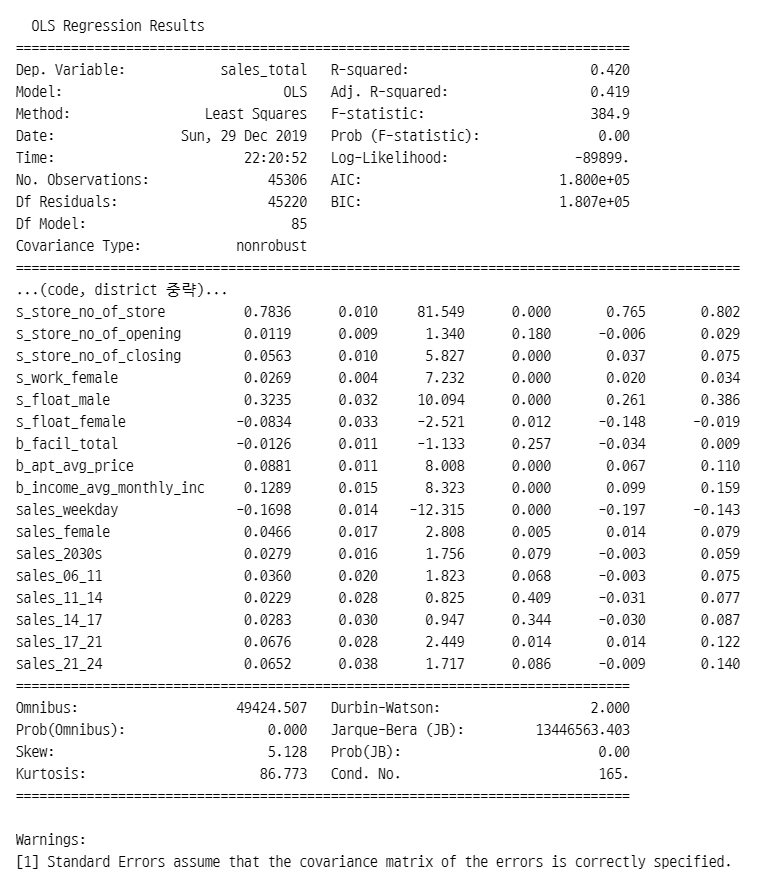 OLS Regression Results
==============================================================================
Dep. Variable: sales_total R-squared: 0.420
Model: OLS Adj. R-squared: 0.419
Method: Least Squares F-statistic: 384.9
Date: Sun, 29 Dec 2019 Prob (F-statistic): 0.00
Time: 22:20:52 Log-Likelihood: -89899.
No. Observations: 45306 AIC: 1.800e+05
Df Residuals: 45220 BIC: 1.807e+05
Df Model: 85
Covariance Type: nonrobust
============================================================================================
...(code, district 중략)...
s_store_no_of_store 0.7836 0.010 81.549 0.000 0.765 0.802
s_store_no_of_opening 0.0119 0.009 1.340 0.180 -0.006 0.029
s_store_no_of_closing 0.0563 0.010 5.827 0.000 0.037 0.075
s_work_female 0.0269 0.004 7.232 0.000 0.020 0.034
s_float_male 0.3235 0.032 10.094 0.000 0.261 0.386
s_float_female -0.0834 0.033 -2.521 0.012 -0.148 -0.019
b_facil_total -0.0126 0.011 -1.133 0.257 -0.034 0.009
b_apt_avg_price 0.0881 0.011 8.008 0.000 0.067 0.110
b_income_avg_monthly_inc 0.1289 0.015 8.323 0.000 0.099 0.159
sales_weekday -0.1698 0.014 -12.315 0.000 -0.197 -0.143
sales_female 0.0466 0.017 2.808 0.005 0.014 0.079
sales_2030s 0.0279 0.016 1.756 0.079 -0.003 0.059
sales_06_11 0.0360 0.020 1.823 0.068 -0.003 0.075
sales_11_14 0.0229 0.028 0.825 0.409 -0.031 0.077
sales_14_17 0.0283 0.030 0.947 0.344 -0.030 0.087
sales_17_21 0.0676 0.028 2.449 0.014 0.014 0.122
sales_21_24 0.0652 0.038 1.717 0.086 -0.009 0.140
==============================================================================
Omnibus: 49424.507 Durbin-Watson: 2.000
Prob(Omnibus): 0.000 Jarque-Bera (JB): 13446563.403
Skew: 5.128 Prob(JB): 0.00
Kurtosis: 86.773 Cond. No. 165.
==============================================================================
Warnings:
[1] Standard Errors assume that the covariance matrix of the errors is correctly specified.